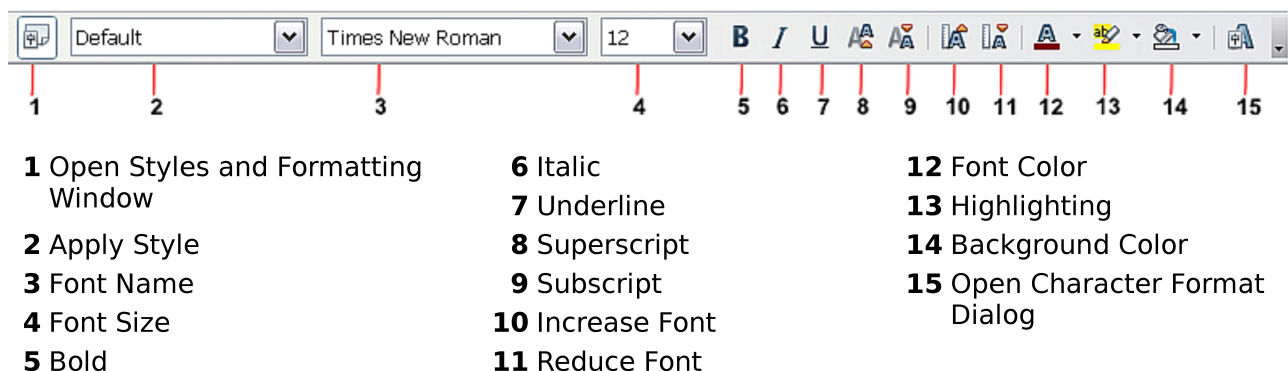 Default Times New Roman 12 B I U
1 2 3 4 5 6 7 8 9 10 11 12 13 14 15
1 Open Styles and Formatting
Window
2 Apply Style
3 Font Name
4 Font Size
5 Bold
6 Italic
7 Underline
8 Superscript
9 Subscript
10 Increase Font
11 Reduce Font
12 Font Color
13 Highlighting
14 Background Color
15 Open Character Format
Dialog